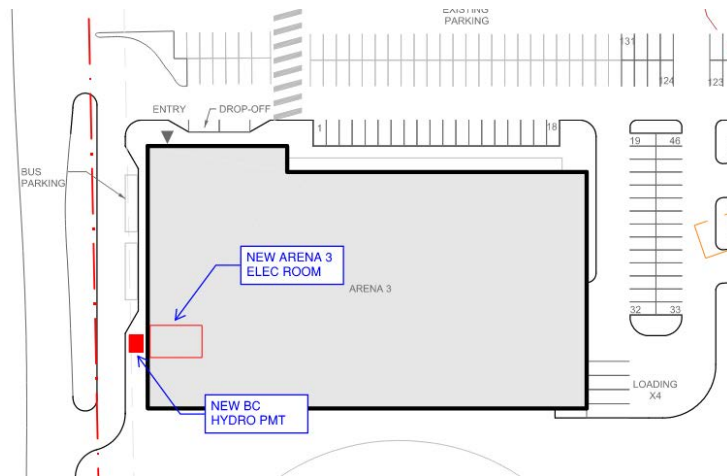 EXISTING
PARKING
131
124
123
ENTRY
DROP-OFF
1
18
19
46
BUS
PARKING
NEW ARENA 3
ELEC ROOM
ARENA 3
32
33
NEW BC
HYDRO PMT
LOADING
X4